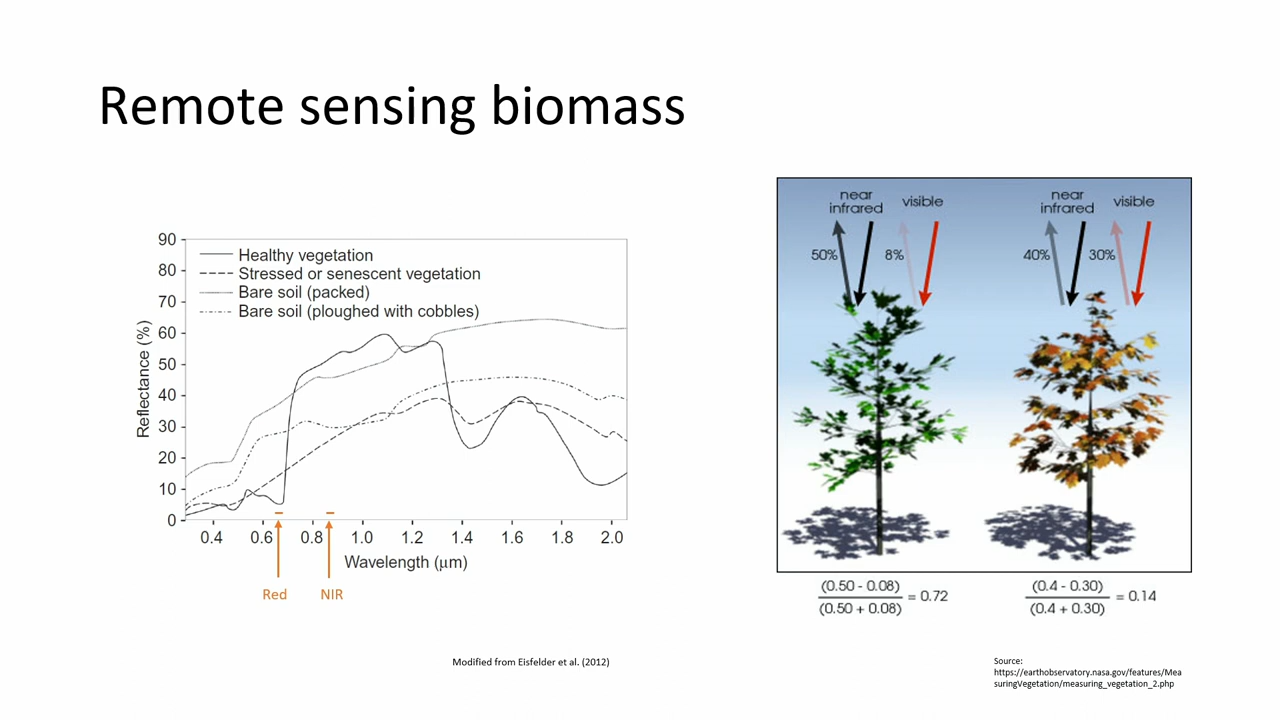 Remote sensing biomass
90
80
70
60
50
40
30
20
10
0
Reflectance (%)
Healthy vegetation
Stressed or senescent vegetation
Bare soil (packed)
Bare soil (ploughed with cobbles)
0.4 0.6 0.8 1.0 1.2 1.4 1.6 1.8 2.0
Wavelength (μm)
Red NIR
Modified from Eisfelder et al. (2012)
near infrared
visible
50%
8%
near infrared
visible
40%
30%
(0.50 - 0.08)
(0.50 + 0.08)
= 0.72
(0.4 - 0.30)
(0.4 + 0.30)
= 0.14
Source:
https://earthobservatory.nasa.gov/features/Mea
suringVegetation/measuring_vegetation_2.php